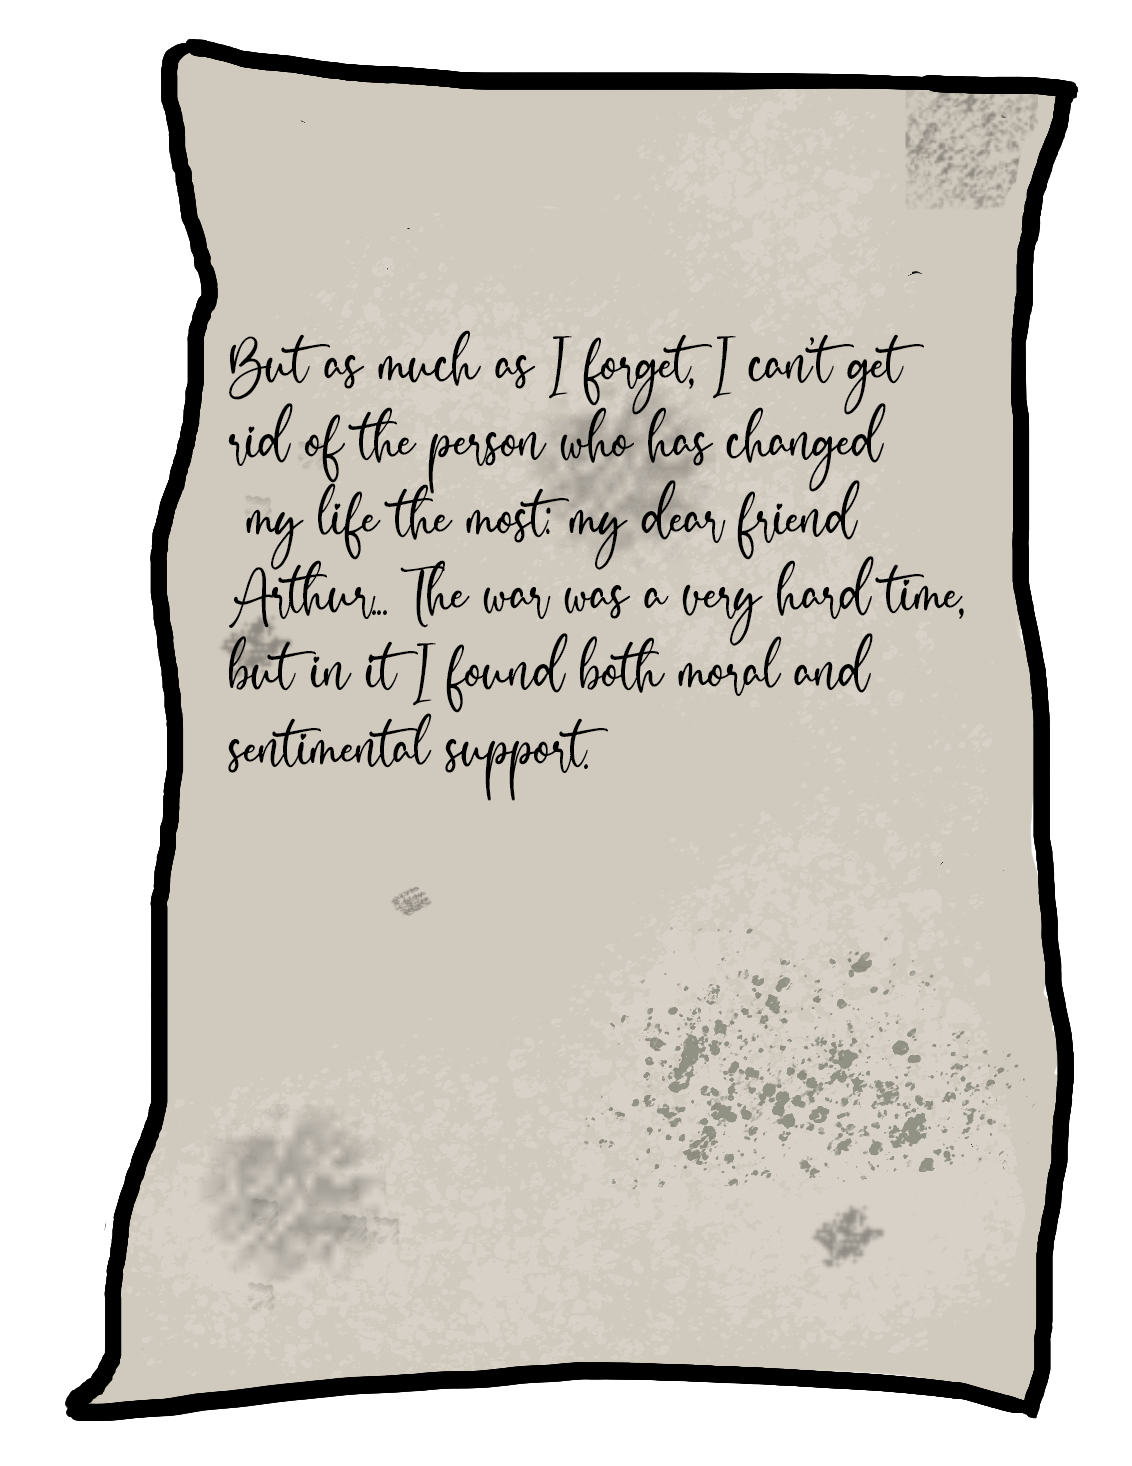 But as much as I forget, I can't get
rid of the person who has changed
my life the most: my dear friend
Arthur... The war was a very hard time,
but in it I found both moral and
sentimental support.